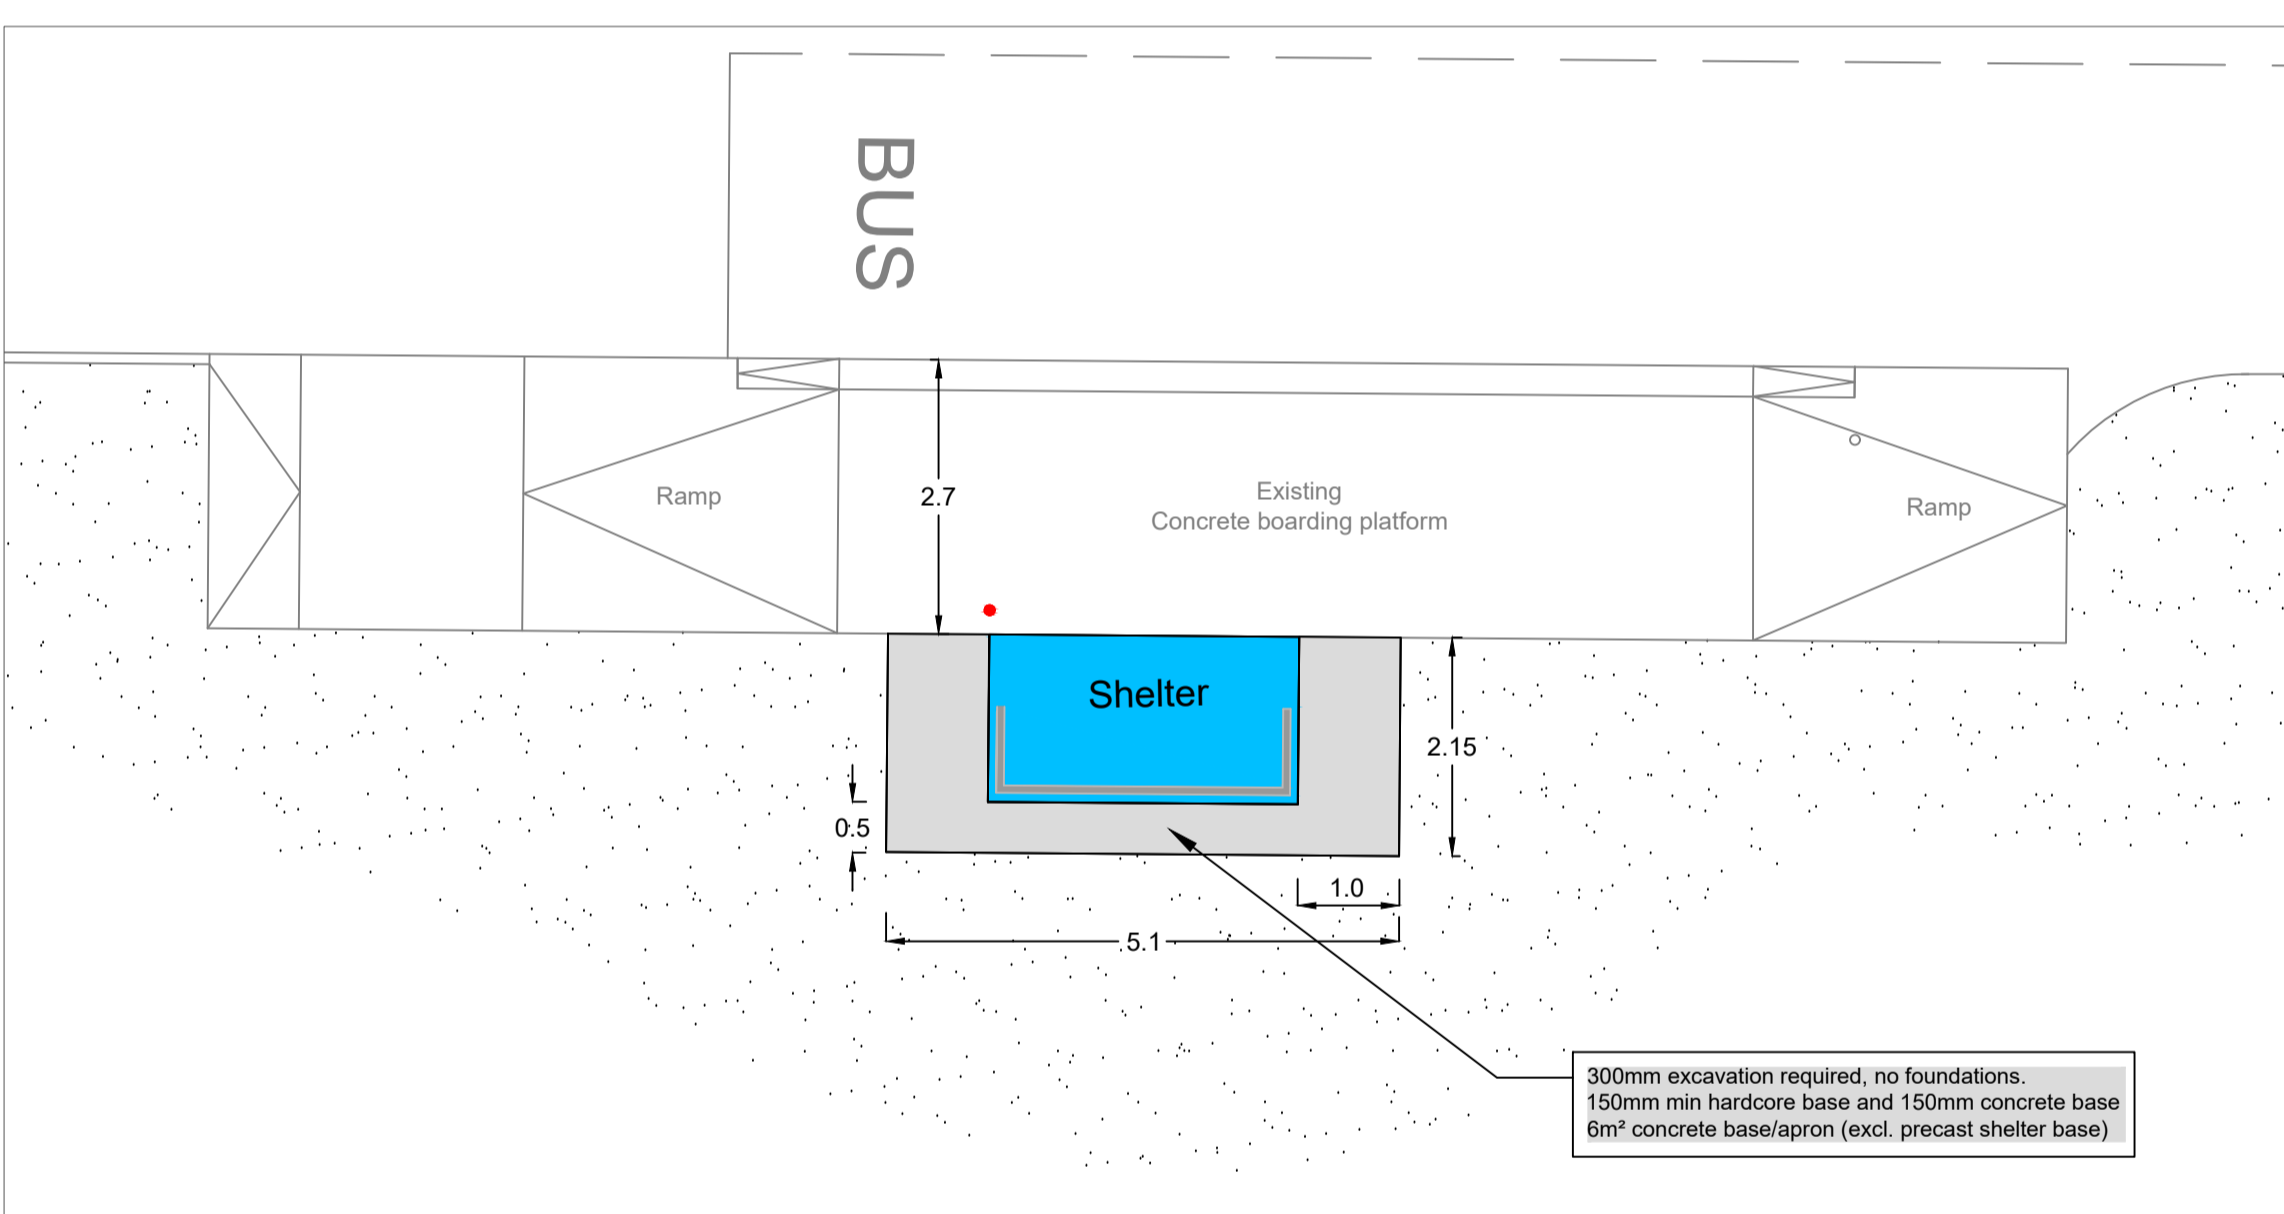 BUS
Ramp
2.7
Existing
Concrete boarding platform
Ramp
Shelter
2.15
0.5
1.0
5.1
300mm excavation required, no foundations.
150mm min hardcore base and 150mm concrete base
6m² concrete base/apron (excl. precast shelter base)